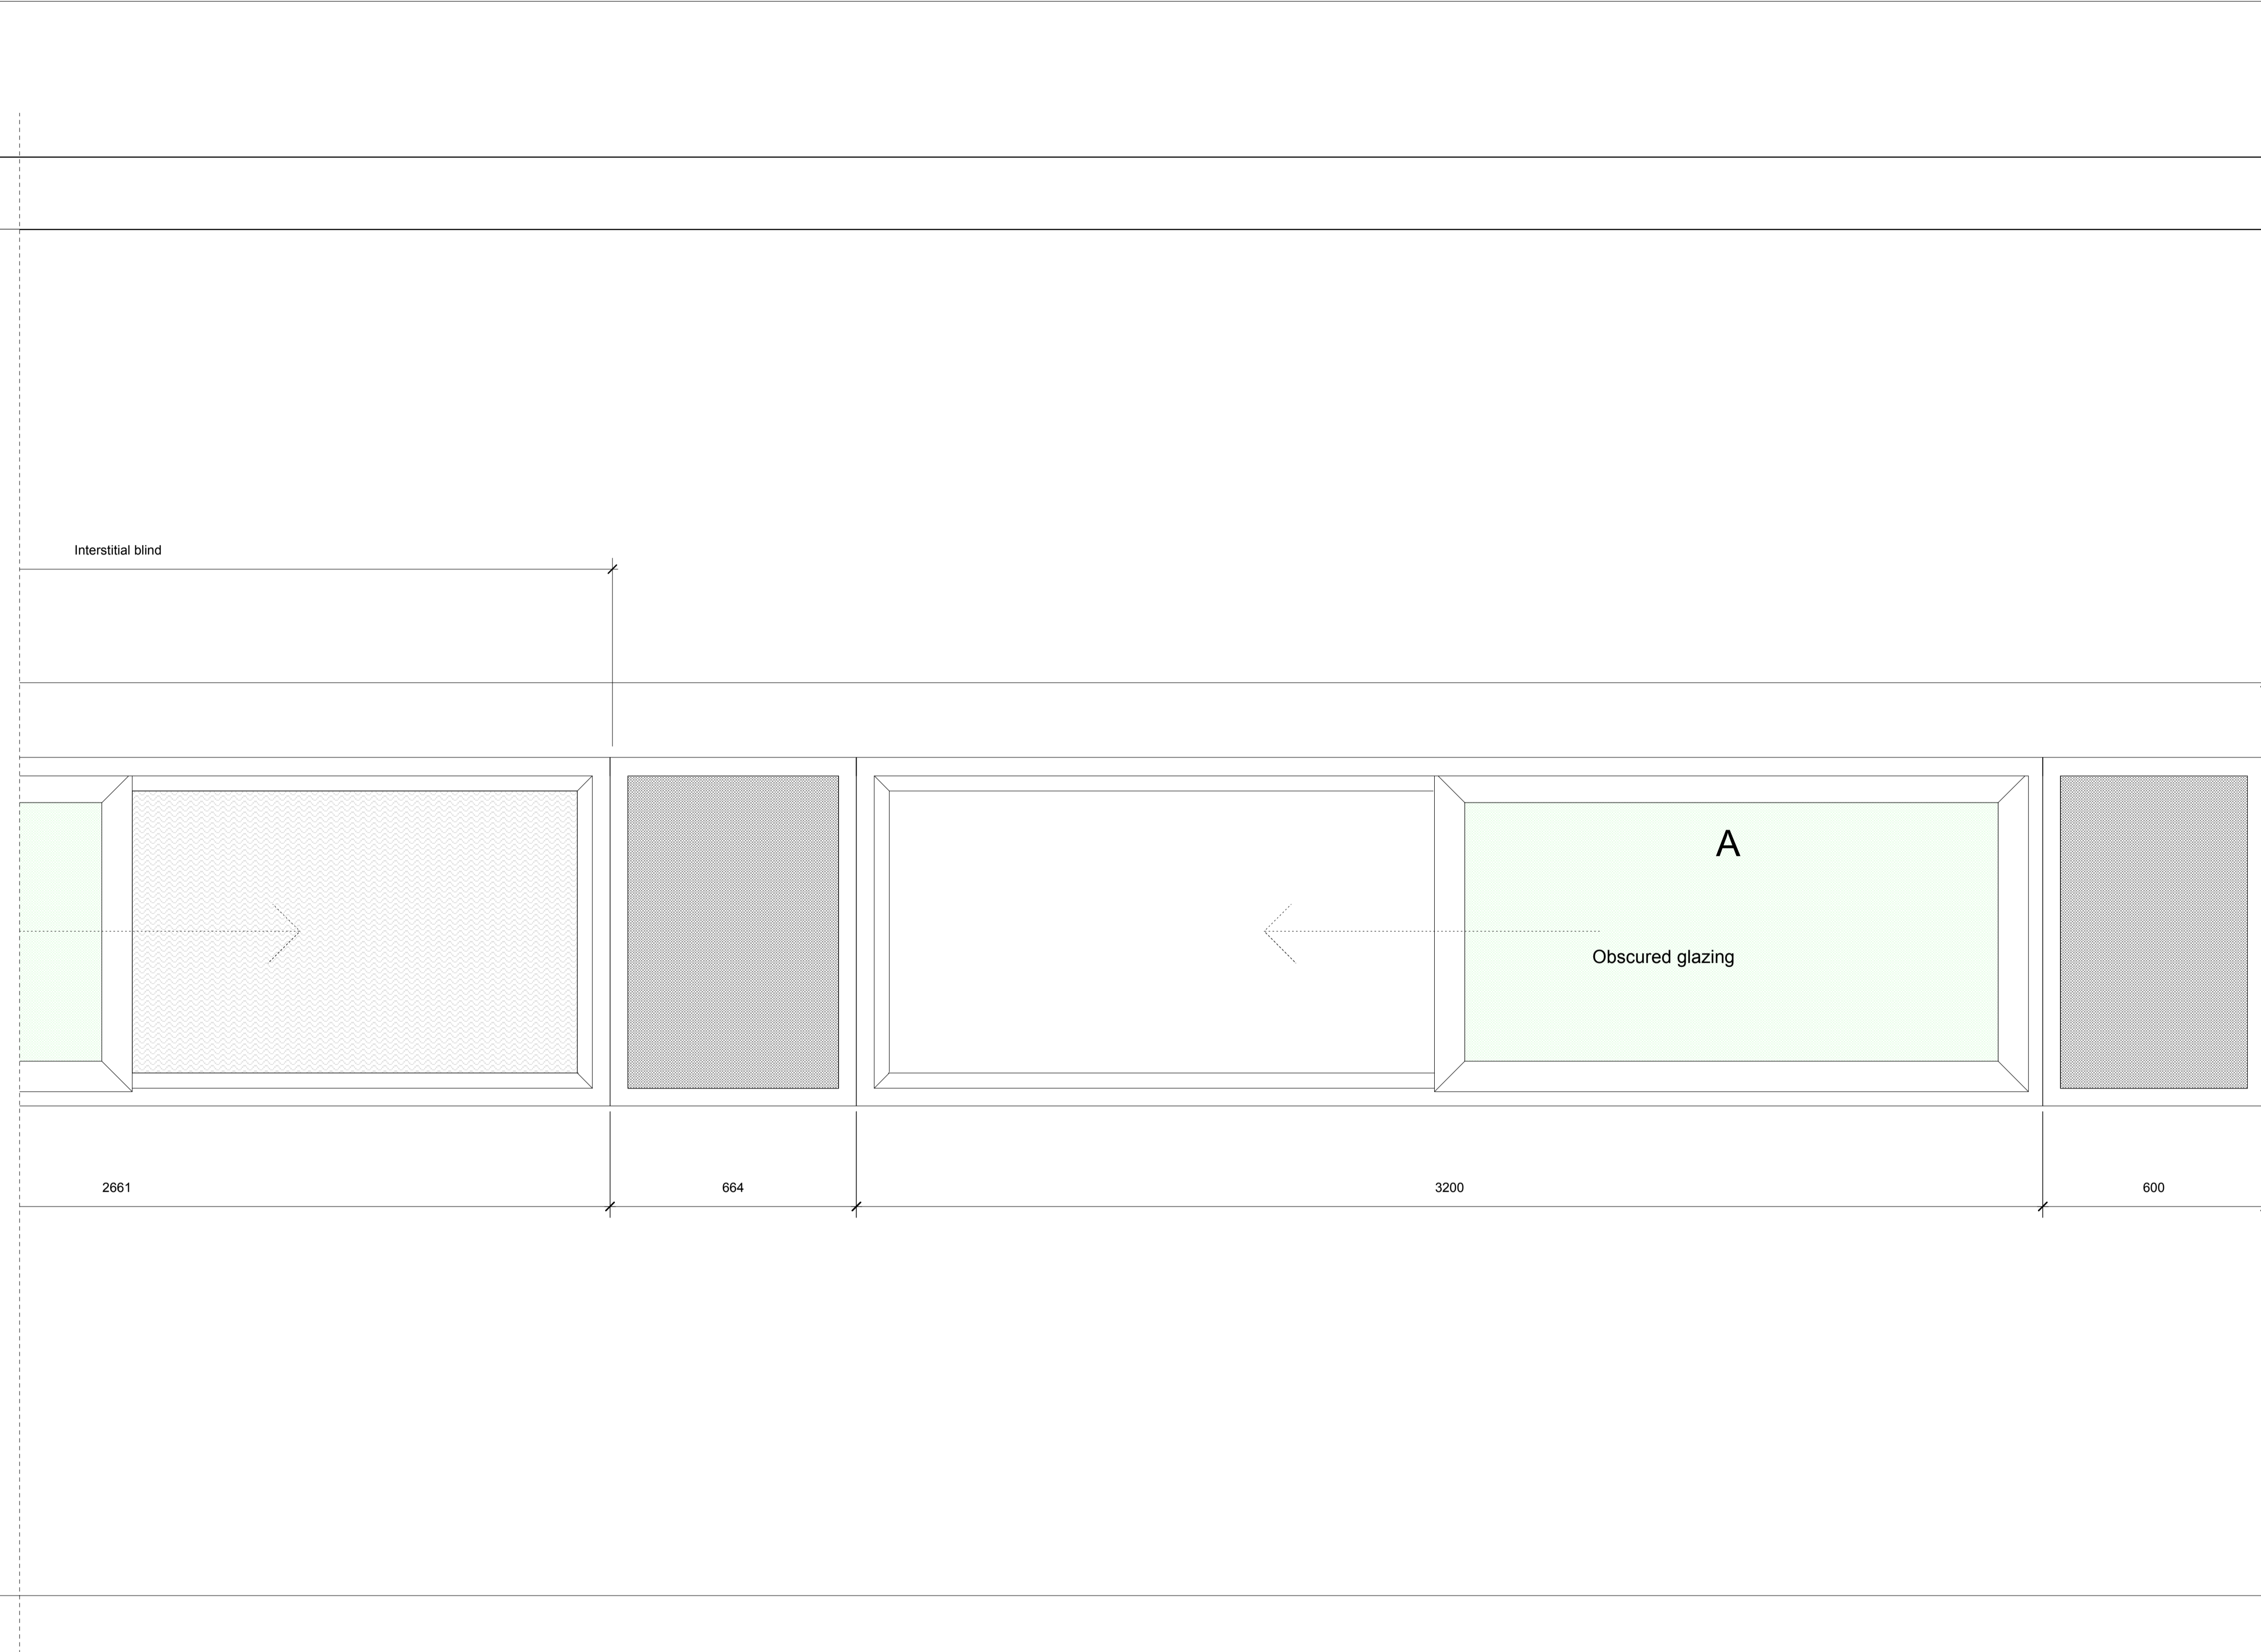 Interstitial blind
A
Obscured glazing
2661
664
3200
600